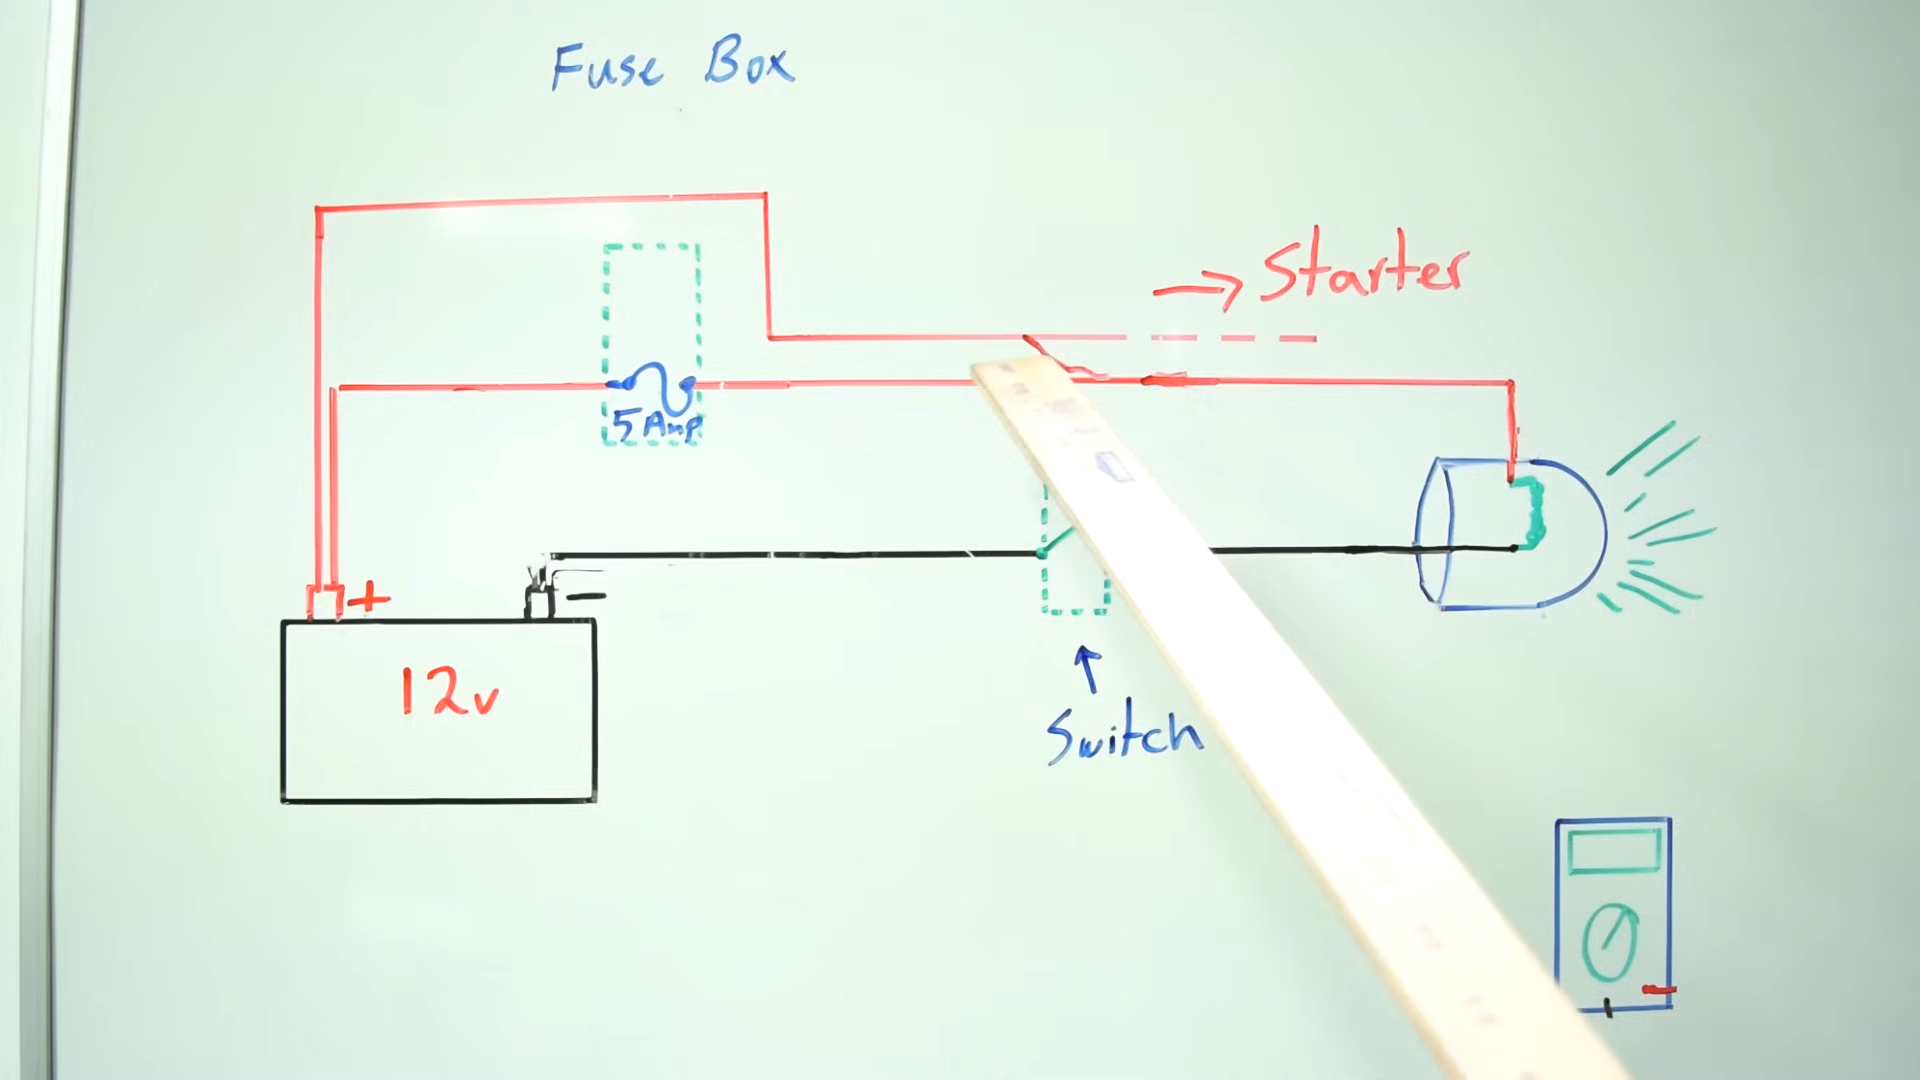 Fuse Box
→ Starter
5 Amp
+
−
12v
↑
Switch